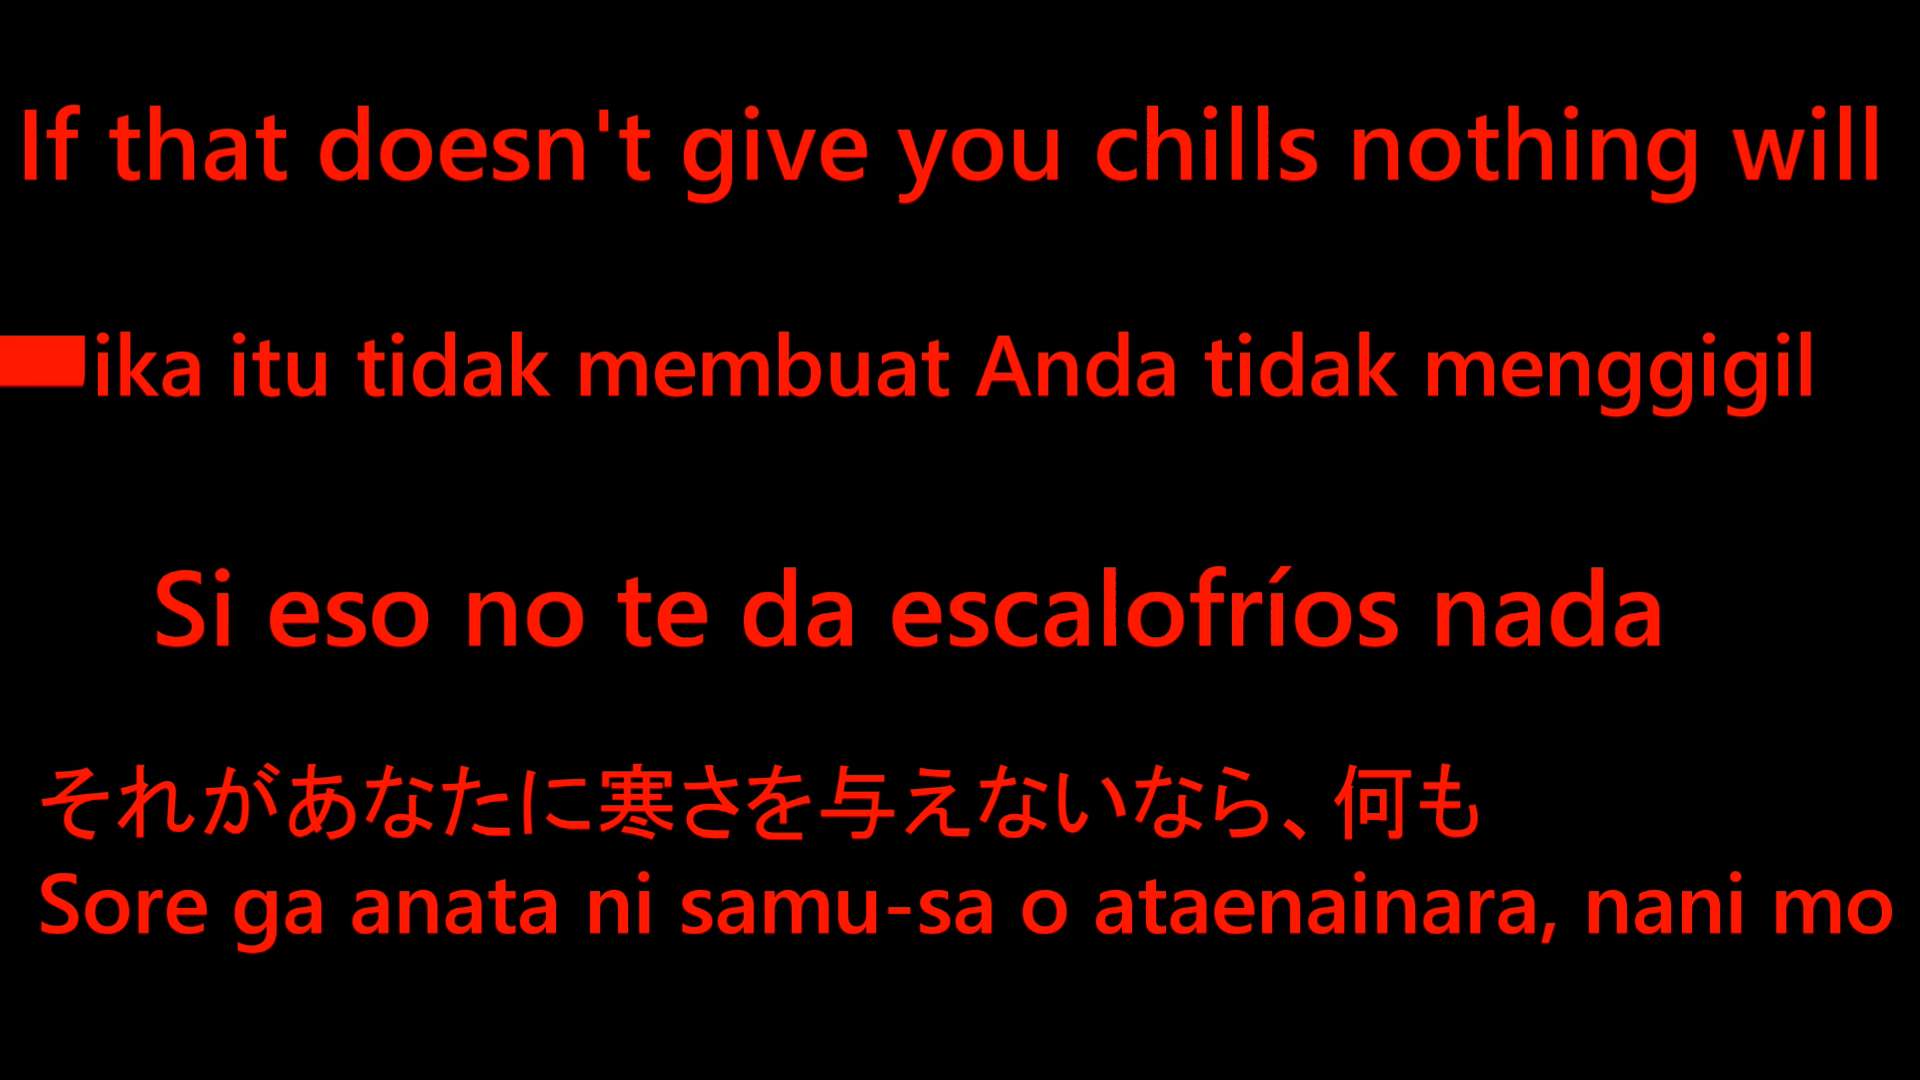 If that doesn't give you chills nothing will
ika itu tidak membuat Anda tidak menggigil
Si eso no te da escalofríos nada
それがあなたに寒さを与えないなら、何も
Sore ga anata ni samu-sa o ataenainara, nani mo